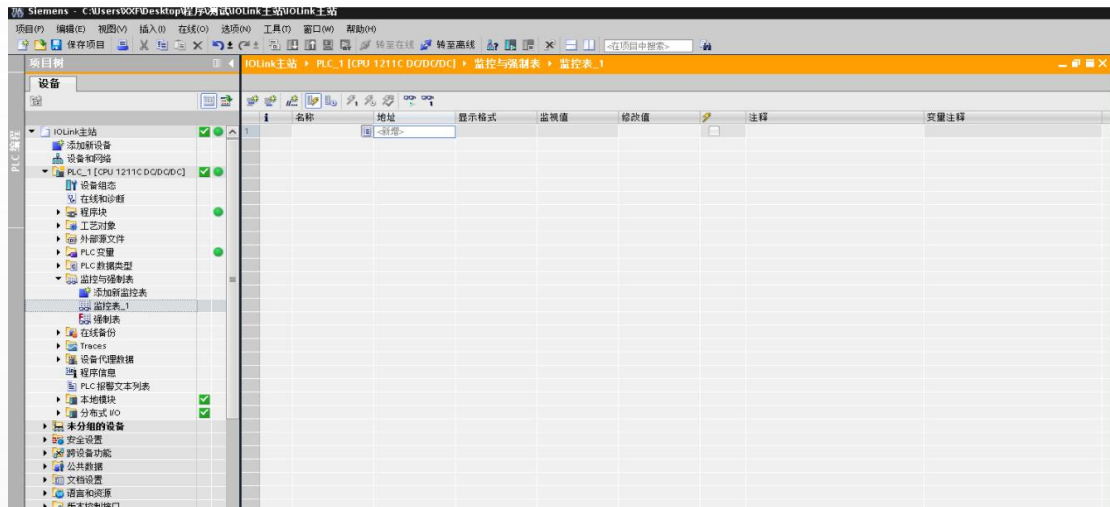 Siemens - C:\Users\XXF\Desktop\程序\测试\IOLink主站\IOLink主站
项目(P) 编辑(E) 视图(V) 插入(I) 在线(O) 选项(N) 工具(T) 窗口(W) 帮助(H)
保存项目 转至在线 转至离线 <在项目中搜索>
项目树
IOLink主站 PLC_1 [CPU 1211C DC/DC/DC] 监控与强制表 监控表_1
设备
i 名称 地址 显示格式 监视值 修改值 注释 变量注释
1 <新增>
PLC 编程
IOLink主站
添加新设备
设备和网络
PLC_1 [CPU 1211C DC/DC/DC]
设备组态
在线和诊断
程序块
工艺对象
外部源文件
PLC 变量
PLC 数据类型
监控与强制表
添加新监控表
监控表_1
强制表
在线备份
Traces
设备代理数据
程序信息
PLC 报警文本列表
本地模块
分布式 I/O
未分组的设备
安全设置
跨设备功能
公共数据
文档设置
语言和资源
版本控制接口